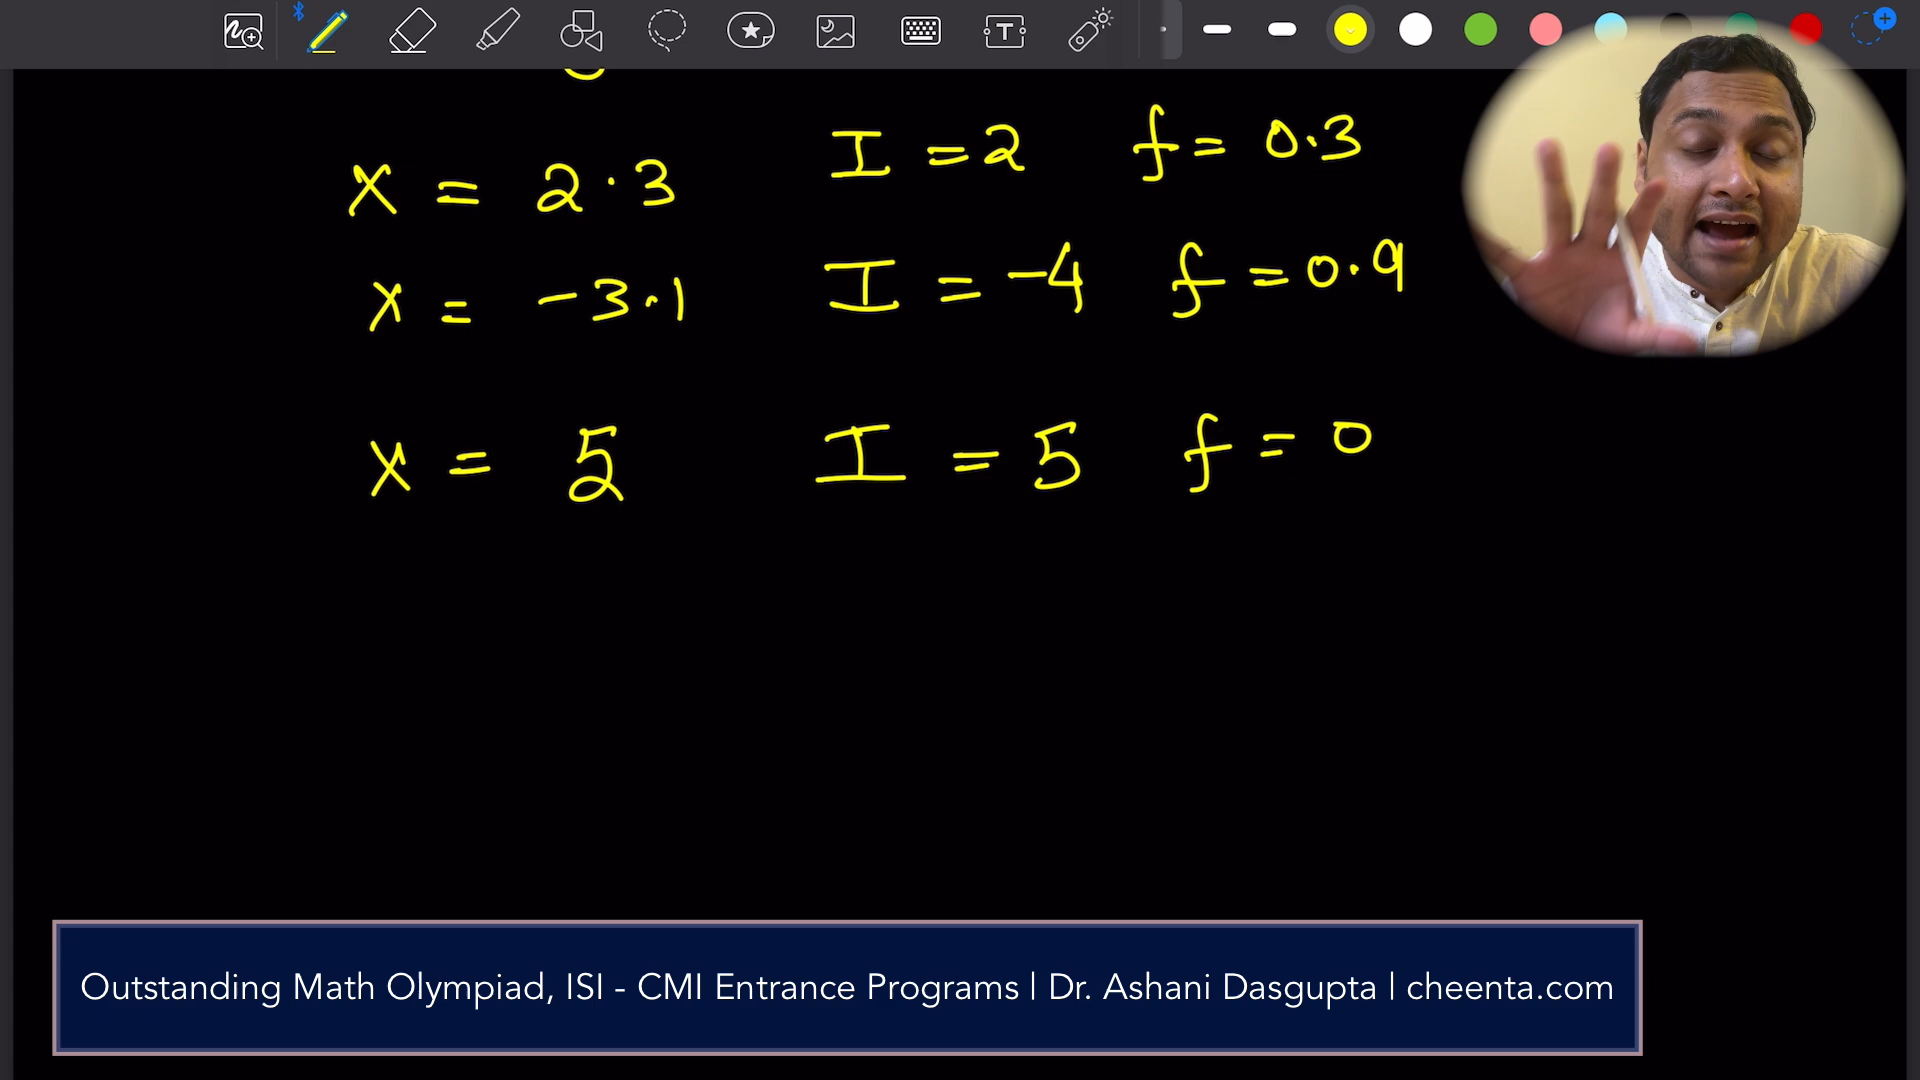 x = 2.3 I = 2 f = 0.3
x = -3.1 I = -4 f = 0.9
x = 5 I = 5 f = 0
Outstanding Math Olympiad, ISI - CMI Entrance Programs | Dr. Ashani Dasgupta | cheenta.com